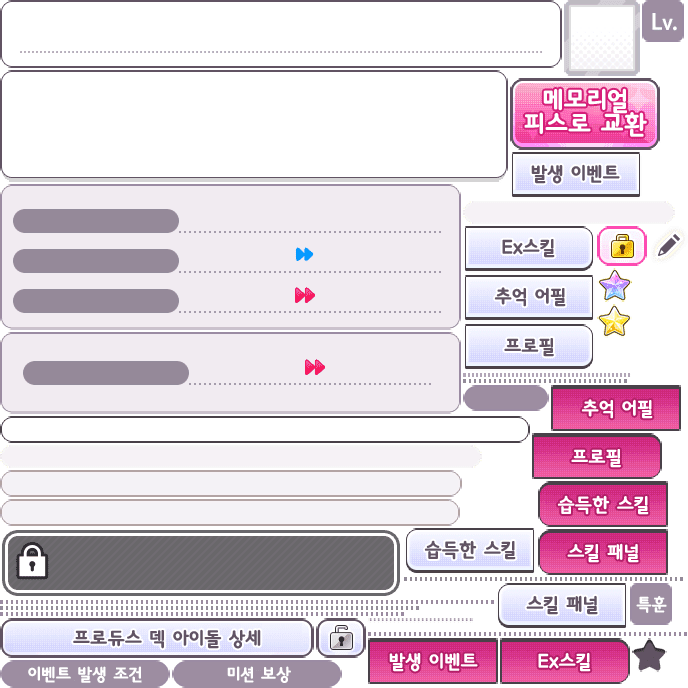 Lv.
메모리얼
피스로 교환
발생 이벤트
Ex스킬
추억 어필
프로필
추억 어필
프로필
습득한 스킬
습득한 스킬
스킬 패널
스킬 패널
특훈
프로듀스 덱 아이돌 상세
발생 이벤트
Ex스킬
이벤트 발생 조건
미션 보상